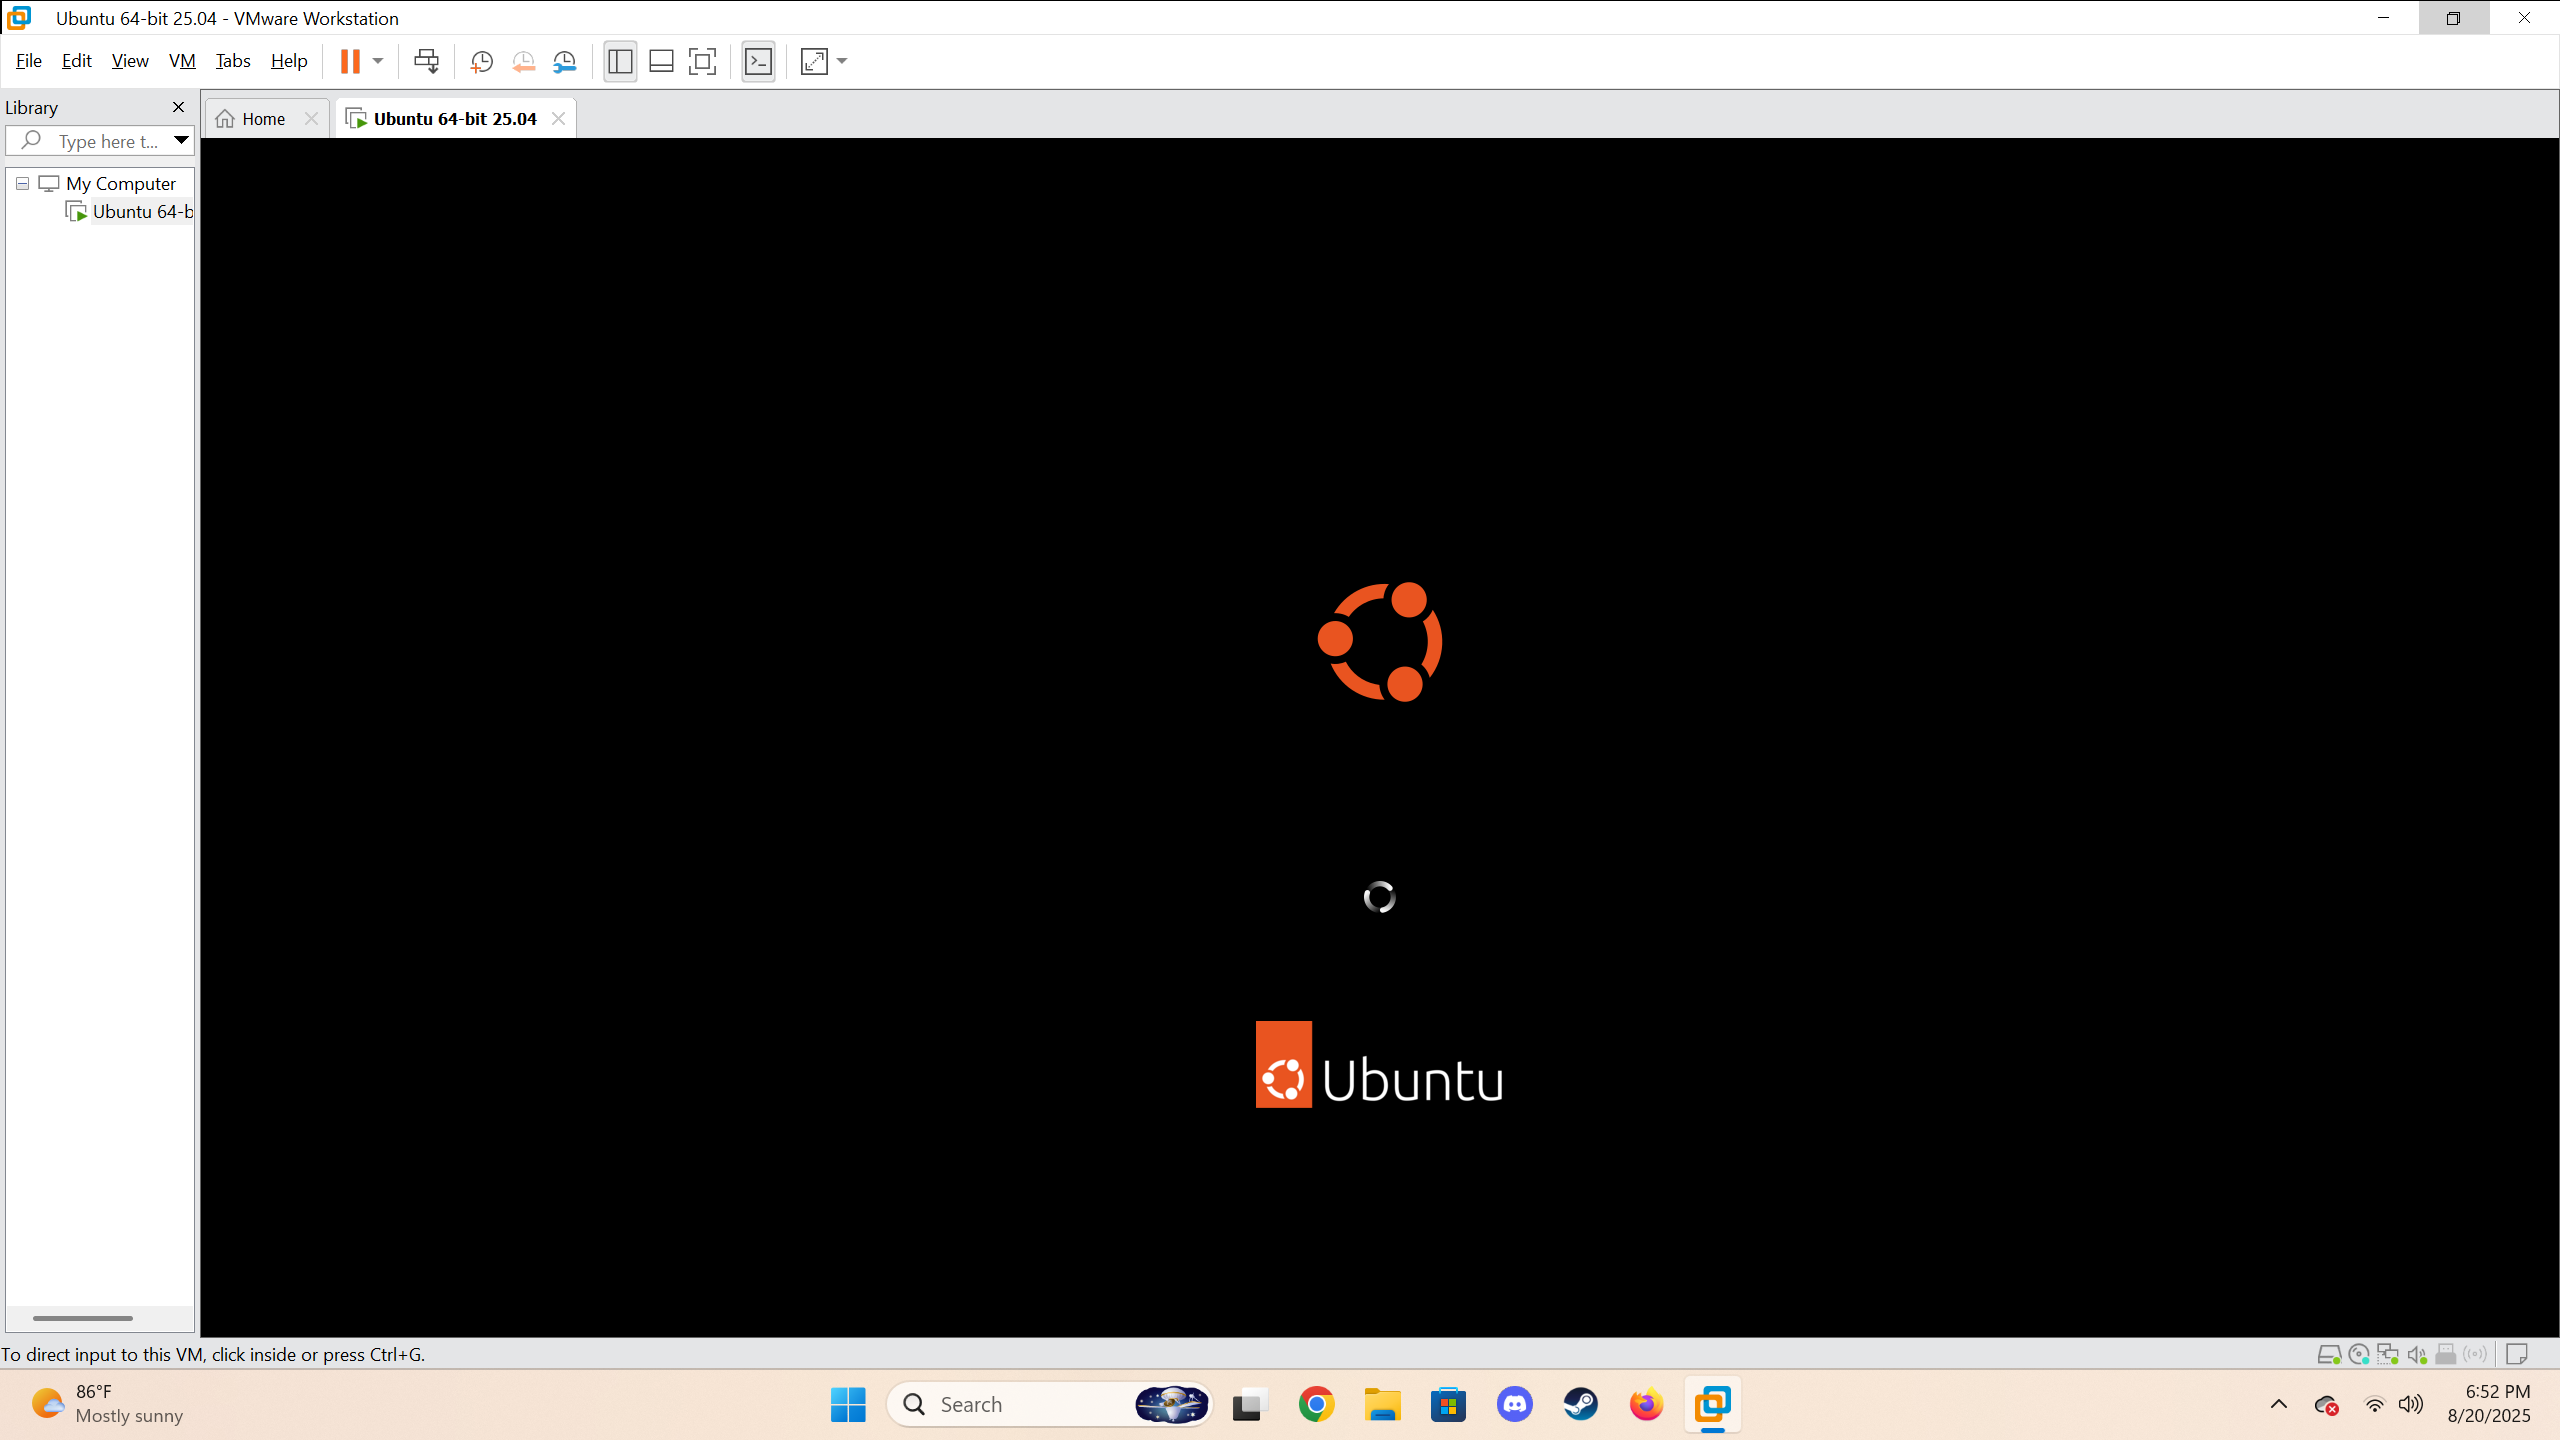 Ubuntu 64-bit 25.04 - VMware Workstation
File Edit View VM Tabs Help
Library
Home
Ubuntu 64-bit 25.04
Type here t...
My Computer
Ubuntu 64-b
Ubuntu
To direct input to this VM, click inside or press Ctrl+G.
86°F
Mostly sunny
Search
6:52 PM
8/20/2025